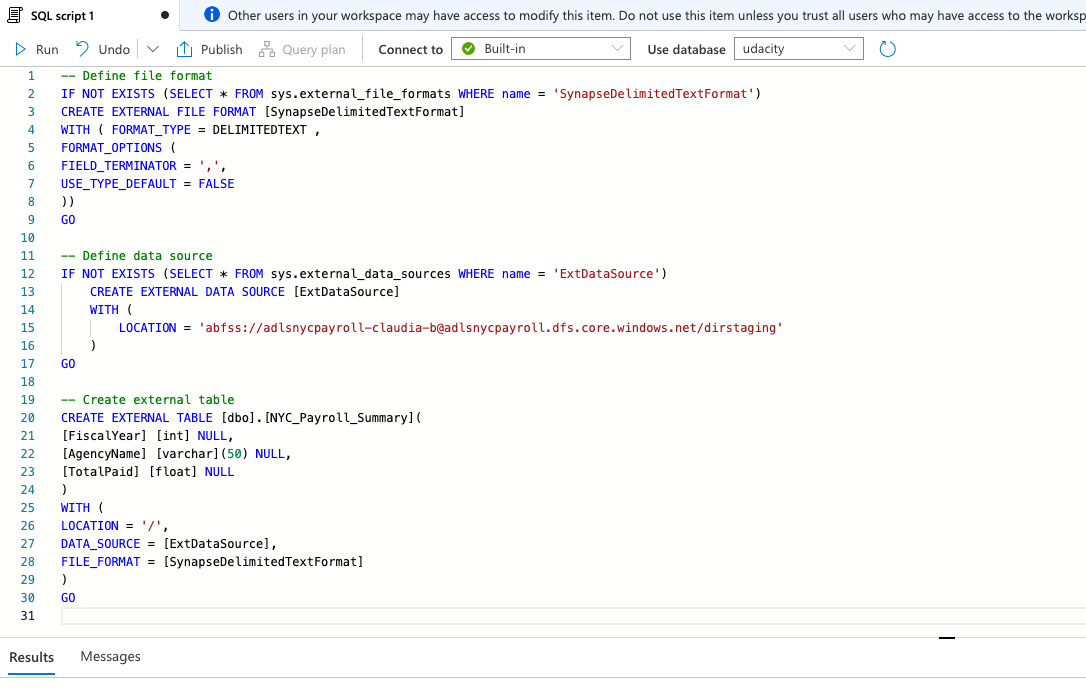 SQL script 1
Other users in your workspace may have access to modify this item. Do not use this item unless you trust all users who may have access to the
Run Undo Publish Query plan Connect to Built-in Use database udacity
1 -- Define file format
2 IF NOT EXISTS (SELECT * FROM sys.external_file_formats WHERE name = 'SynapseDelimitedTextFormat')
3 CREATE EXTERNAL FILE FORMAT [SynapseDelimitedTextFormat]
4 WITH ( FORMAT_TYPE = DELIMITEDTEXT ,
5 FORMAT_OPTIONS (
6 FIELD_TERMINATOR = ',',
7 USE_TYPE_DEFAULT = FALSE
8 ))
9 GO
10
11 -- Define data source
12 IF NOT EXISTS (SELECT * FROM sys.external_data_sources WHERE name = 'ExtDataSource')
13 CREATE EXTERNAL DATA SOURCE [ExtDataSource]
14 WITH (
15 LOCATION = 'abfss://adlsnycpayroll-claudia-b@adlsnycpayroll.dfs.core.windows.net/dirstaging'
16 )
17 GO
18
19 -- Create external table
20 CREATE EXTERNAL TABLE [dbo].[NYC_Payroll_Summary](
21 [FiscalYear] [int] NULL,
22 [AgencyName] [varchar](50) NULL,
23 [TotalPaid] [float] NULL
24 )
25 WITH (
26 LOCATION = '/',
27 DATA_SOURCE = [ExtDataSource],
28 FILE_FORMAT = [SynapseDelimitedTextFormat]
29 )
30 GO
31
Results Messages